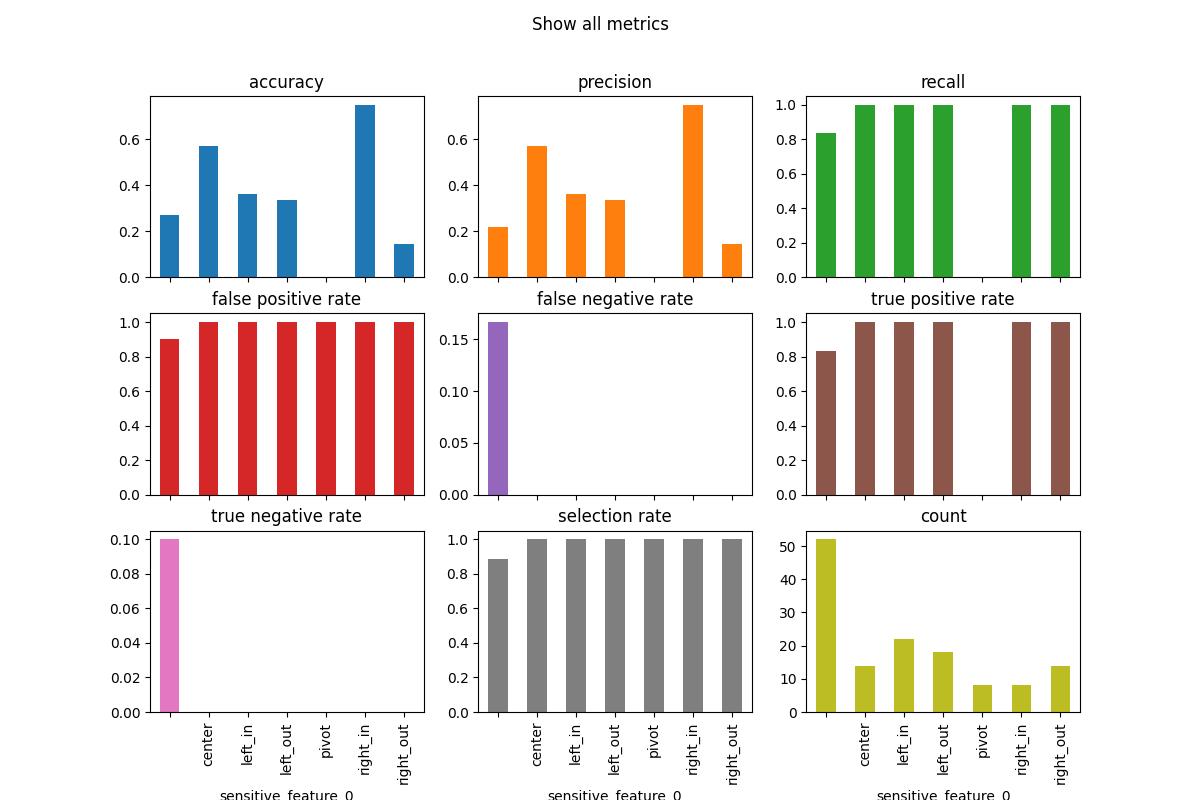 Show all metrics
accuracy
precision
recall
0.6
0.4
0.2
0.0
0.6
0.4
0.2
0.0
1.0
0.8
0.6
0.4
0.2
0.0
false positive rate
false negative rate
true positive rate
1.0
0.8
0.6
0.4
0.2
0.0
0.15
0.10
0.05
0.00
1.0
0.8
0.6
0.4
0.2
0.0
true negative rate
selection rate
count
0.10
0.08
0.06
0.04
0.02
0.00
1.0
0.8
0.6
0.4
0.2
0.0
50
40
30
20
10
0
center
left_in
left_out
pivot
right_in
right_out
center
left_in
left_out
pivot
right_in
right_out
center
left_in
left_out
pivot
right_in
right_out
sensitive_feature_0
sensitive_feature_0
sensitive_feature_0